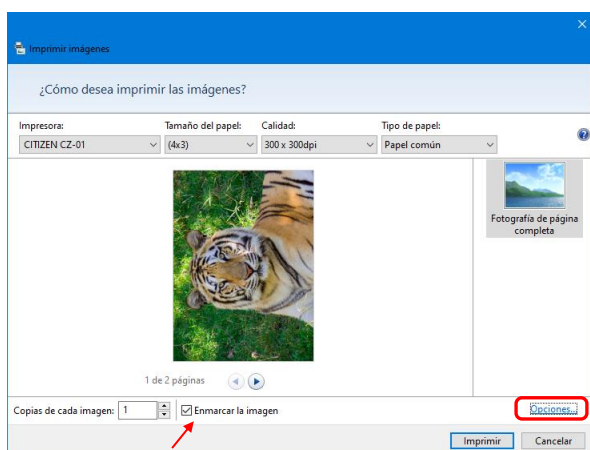 Imprimir imágenes
¿Cómo desea imprimir las imágenes?
Impresora: Tamaño del papel: Calidad: Tipo de papel:
CITIZEN CZ-01 (4x3) 300 x 300dpi Papel común
Fotografía de página
completa
1 de 2 páginas
Copias de cada imagen: 1 Enmarcar la imagen Opciones...
Imprimir Cancelar